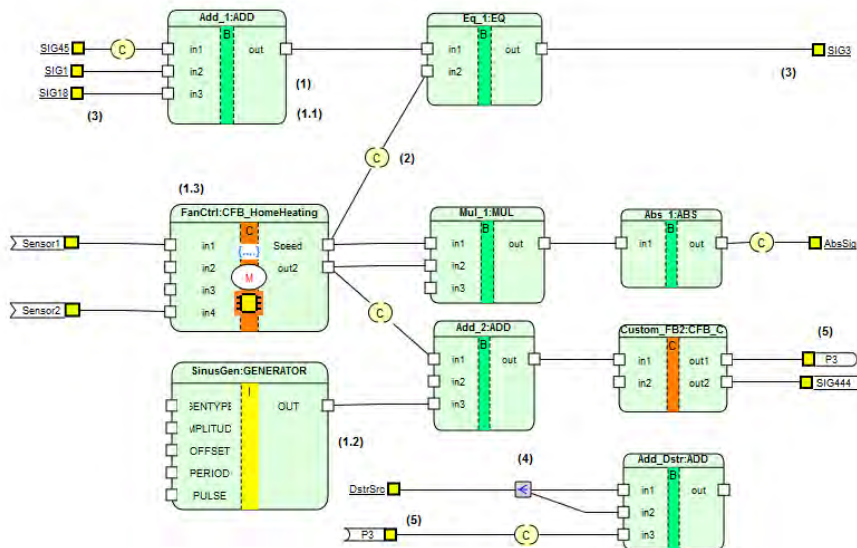 Add_1:ADD
Eq_1:EQ
B
B
SIG45
C
in1
out
in1
out
SIG3
SIG1
in2
in2
(1)
(3)
SIG18
in3
(3)
(1.1)
C
(2)
(1.3)
FanCtrl:CFB_HomeHeating
Mul_1:MUL
Abs_1:ABS
C
B
B
Sensor1
in1
Speed
in1
out
in1
out
C
AbsSig
in2
out2
in2
M
in3
in3
Sensor2
in4
C
Add_2:ADD
Custom_FB2:CFB_C
(5)
B
C
SinusGen:GENERATOR
in1
out
in1
out1
P3
I
in2
in2
out2
SIG444
ENTYPE
OUT
in3
MPLITUD
(1.2)
OFFSET
(4)
Add_Dstr:ADD
PERIOD
B
DstrSrc
in1
out
PULSE
in2
(5)
P3
C
in3